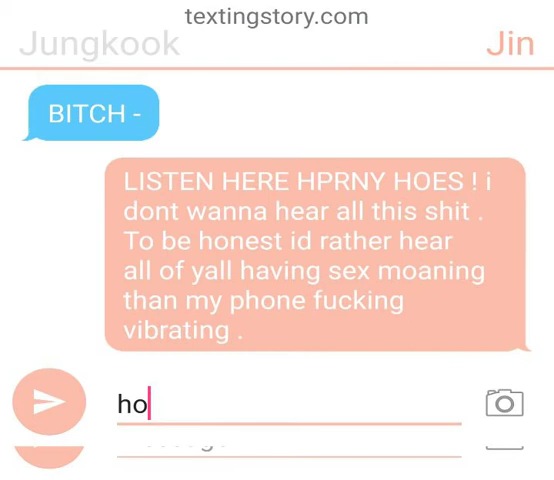 textingstory.com
Jungkook
Jin
BITCH -
LISTEN HERE HPRNY HOES ! i
dont wanna hear all this shit .
To be honest id rather hear
all of yall having sex moaning
than my phone fucking
vibrating .
ho